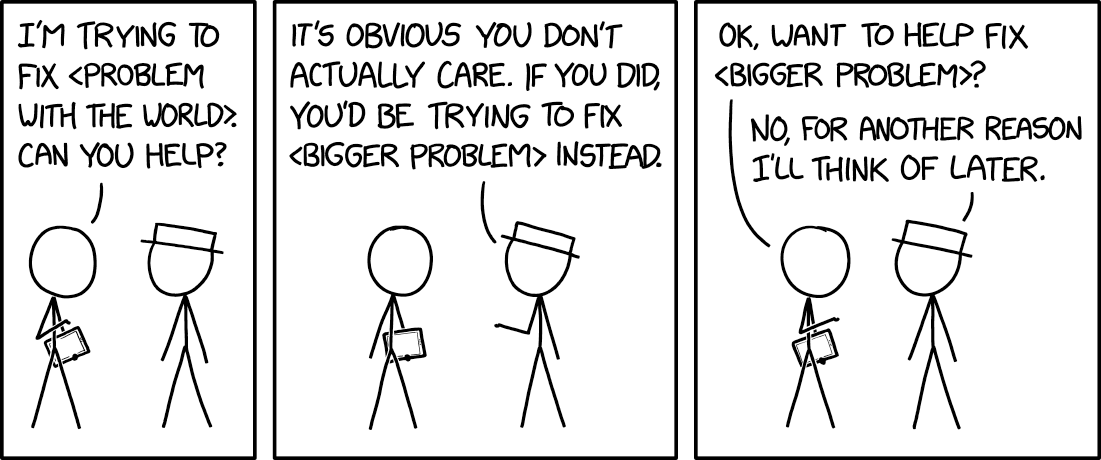 I'M TRYING TO
FIX <PROBLEM
WITH THE WORLD>.
CAN YOU HELP?
IT'S OBVIOUS YOU DON'T
ACTUALLY CARE. IF YOU DID,
YOU'D BE TRYING TO FIX
<BIGGER PROBLEM> INSTEAD.
OK, WANT TO HELP FIX
<BIGGER PROBLEM>?
NO, FOR ANOTHER REASON
I'LL THINK OF LATER.